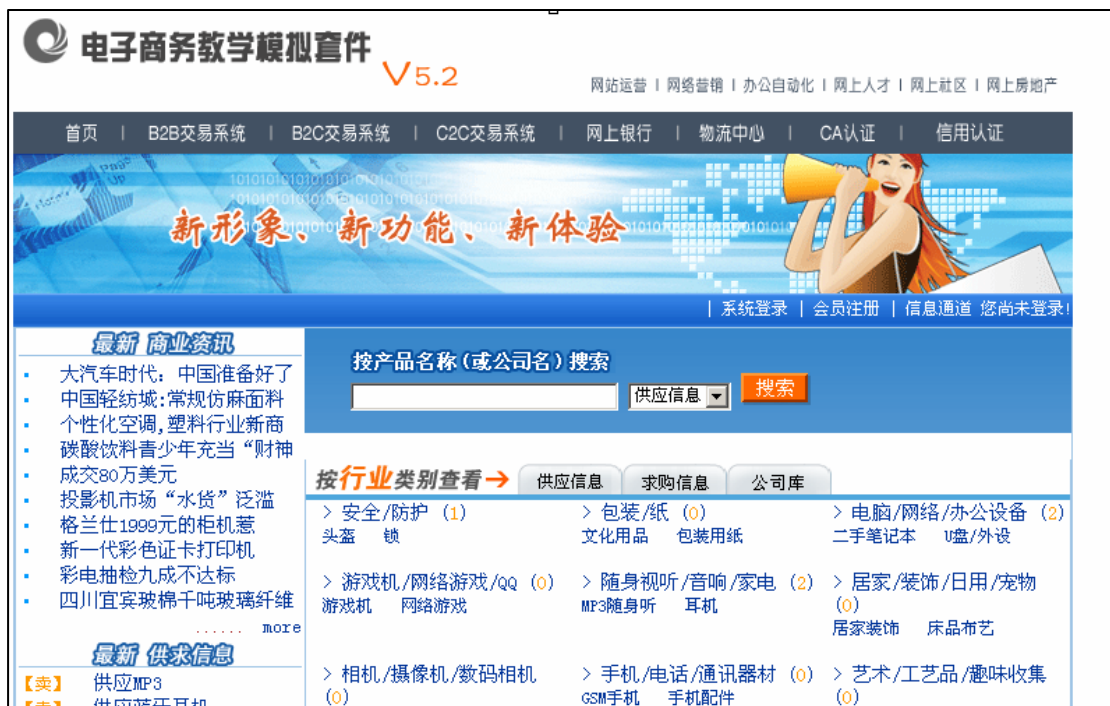 电子商务教学模拟套件
V5.2
网站运营 | 网络营销 | 办公自动化 | 网上人才 | 网上社区 | 网上房地产
首页 | B2B交易系统 | B2C交易系统 | C2C交易系统 | 网上银行 | 物流中心 | CA认证 | 信用认证
新形象、新功能、新体验
| 系统登录 | 会员注册 | 信息通道 您尚未登录!
最新 商业资讯
大汽车时代:中国准备好了
中国轻纺城:常规仿麻面料
个性化空调,塑料行业新商
碳酸饮料青少年充当“财神
成交80万美元
投影机市场“水货”泛滥
格兰仕1999元的柜机惹
新一代彩色证卡打印机
彩电抽检九成不达标
四川宜宾玻棉千吨玻璃纤维
...... more
最新 供求信息
【卖】 供应MP3
【卖】 供应蓝牙耳机
按产品名称(或公司名)搜索
供应信息 搜索
按行业类别查看→ 供应信息 求购信息 公司库
> 安全/防护 (1)
头盔 锁
> 包装/纸 (0)
文化用品 包装用纸
> 电脑/网络/办公设备 (2)
二手笔记本 U盘/外设
> 游戏机/网络游戏/QQ (0)
游戏机 网络游戏
> 随身视听/音响/家电 (2)
MP3随身听 耳机
> 居家/装饰/日用/宠物
(0)
居家装饰 床品布艺
> 相机/摄像机/数码相机
(0)
> 手机/电话/通讯器材 (0)
GSM手机 手机配件
> 艺术/工艺品/趣味收集
(0)